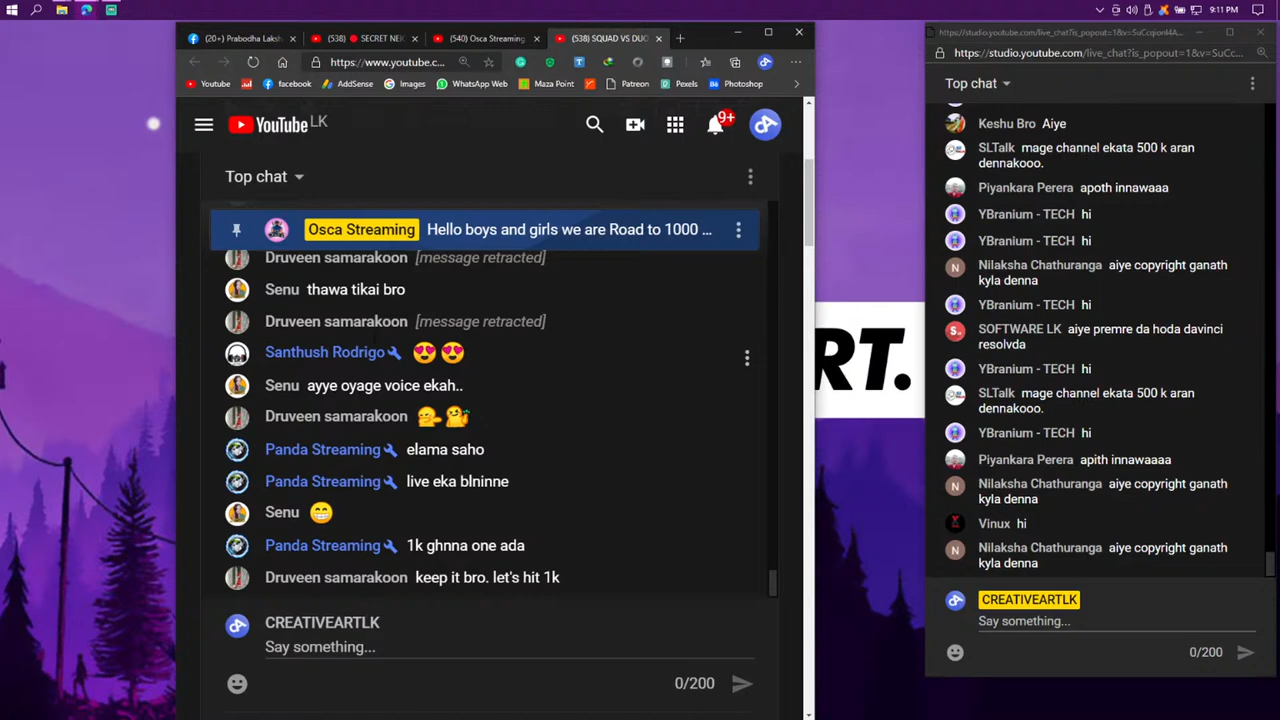 9:11 PM
(20+) Prabodha Laksh
(538) SECRET NEK
(540) Osca Streaming
(538) SQUAD VS DUO
https://www.youtube.c...
Youtube
facebook
AddSense
Images
WhatsApp Web
Maza Point
Patreon
Pexels
Photoshop
YouTube LK
9+
Top chat
Osca Streaming Hello boys and girls we are Road to 1000 ...
Druveen samarakoon [message retracted]
Senu thawa tikai bro
Druveen samarakoon [message retracted]
Santhush Rodrigo 😍 😍
Senu ayye oyage voice ekah..
Druveen samarakoon
Panda Streaming elama saho
Panda Streaming live eka blninne
Senu 😁
Panda Streaming 1k ghnna one ada
Druveen samarakoon keep it bro. let's hit 1k
CREATIVEARTLK
Say something...
0/200
RT.
https://studio.youtube.com/live_chat?is_popout=1&v=SuCc...
Top chat
Keshu Bro Aiye
SLTalk mage channel ekata 500 k aran
dennakooo.
Piyankara Perera apoth innawaaa
YBranium - TECH hi
YBranium - TECH hi
Nilaksha Chathuranga aiye copyright ganath
kyla denna
YBranium - TECH hi
SOFTWARE LK aiye premre da hoda davinci
resolvda
YBranium - TECH hi
SLTalk mage channel ekata 500 k aran
dennakooo.
YBranium - TECH hi
Piyankara Perera apith innawaaaa
Nilaksha Chathuranga aiye copyright ganath
kyla denna
Vinux hi
Nilaksha Chathuranga aiye copyright ganath
kyla denna
CREATIVEARTLK
Say something...
0/200